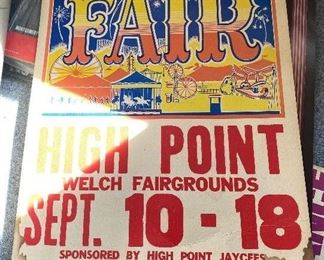 FAIR
HIGH POINT
WELCH FAIRGROUNDS
SEPT. 10-18
SPONSORED BY HIGH POINT JAYCEES